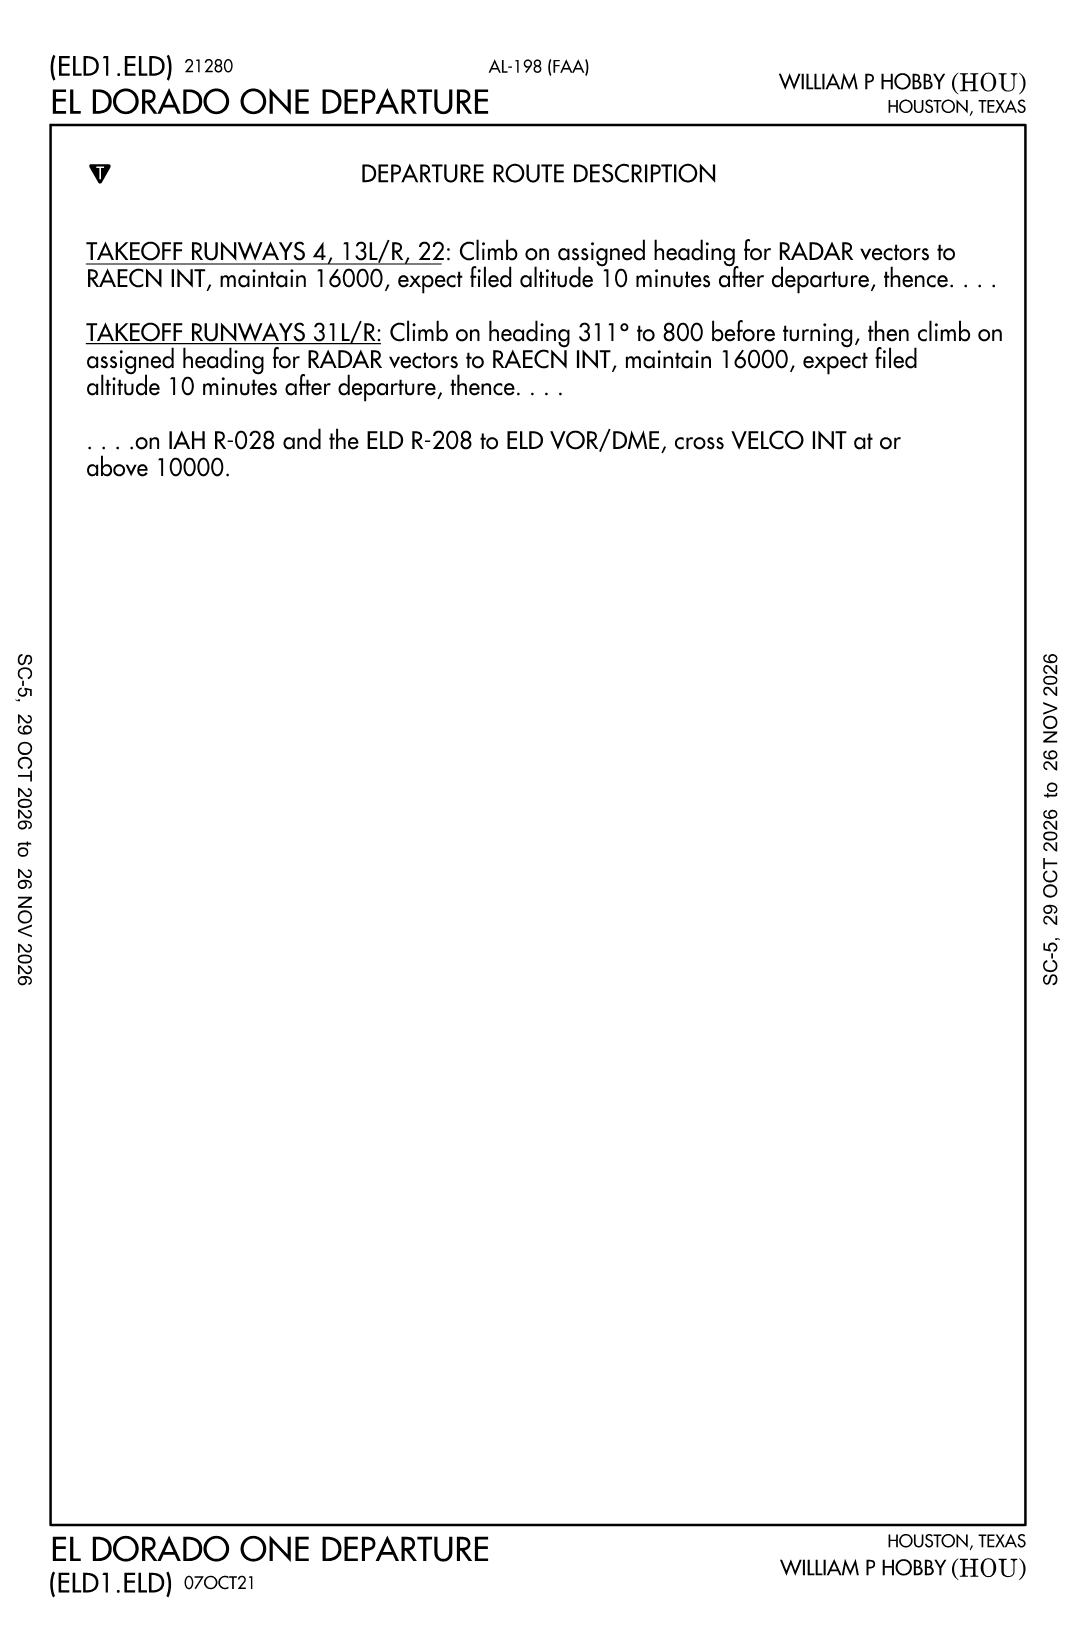 (ELD1.ELD) 21280
AL-198 (FAA)
WILLIAM P HOBBY (HOU)
EL DORADO ONE DEPARTURE
HOUSTON, TEXAS
T
DEPARTURE ROUTE DESCRIPTION
TAKEOFF RUNWAYS 4, 13L/R, 22: Climb on assigned heading for RADAR vectors to
RAECN INT, maintain 16000, expect filed altitude 10 minutes after departure, thence. . . .
TAKEOFF RUNWAYS 31L/R: Climb on heading 311° to 800 before turning, then climb on
assigned heading for RADAR vectors to RAECN INT, maintain 16000, expect filed
altitude 10 minutes after departure, thence. . . .
. . . .on IAH R-028 and the ELD R-208 to ELD VOR/DME, cross VELCO INT at or
above 10000.
SC-5, 29 OCT 2026 to 26 NOV 2026
SC-5, 29 OCT 2026 to 26 NOV 2026
EL DORADO ONE DEPARTURE
HOUSTON, TEXAS
(ELD1.ELD) 07OCT21
WILLIAM P HOBBY (HOU)